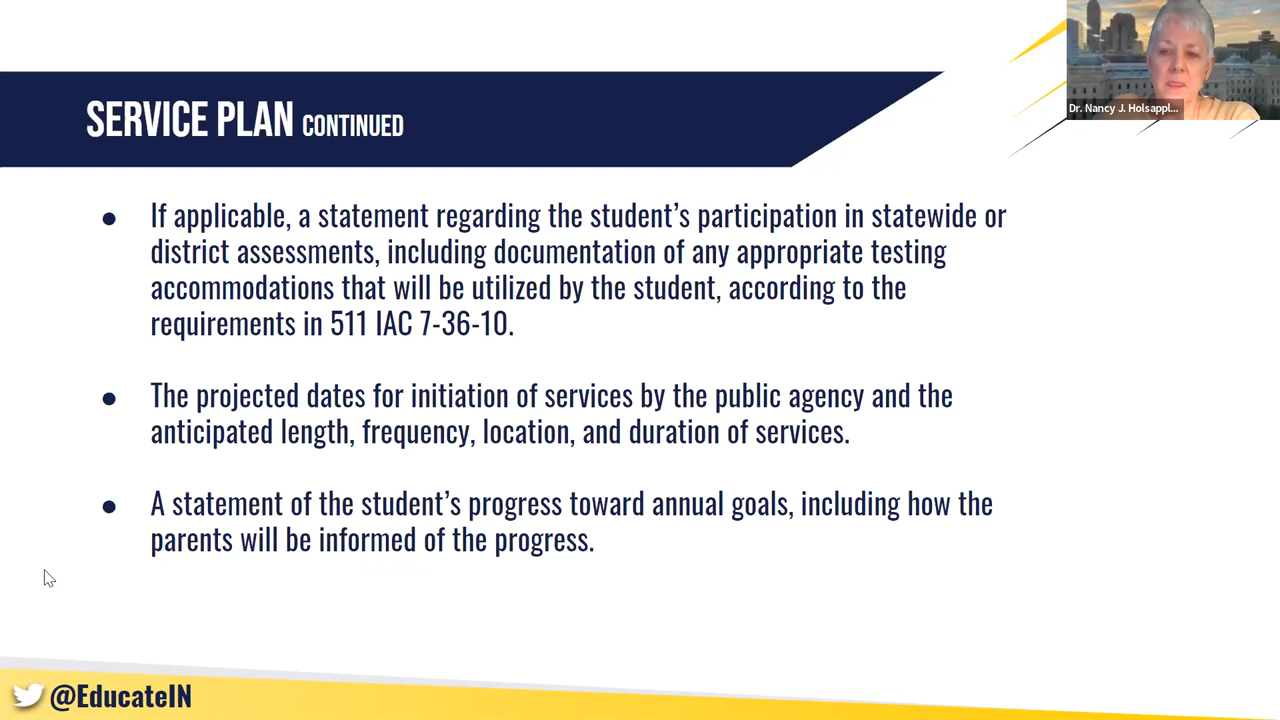 SERVICE PLAN CONTINUED
Dr. Nancy J. Holsappl...
● If applicable, a statement regarding the student’s participation in statewide or
district assessments, including documentation of any appropriate testing
accommodations that will be utilized by the student, according to the
requirements in 511 IAC 7-36-10.
● The projected dates for initiation of services by the public agency and the
anticipated length, frequency, location, and duration of services.
● A statement of the student’s progress toward annual goals, including how the
parents will be informed of the progress.
@EducateIN